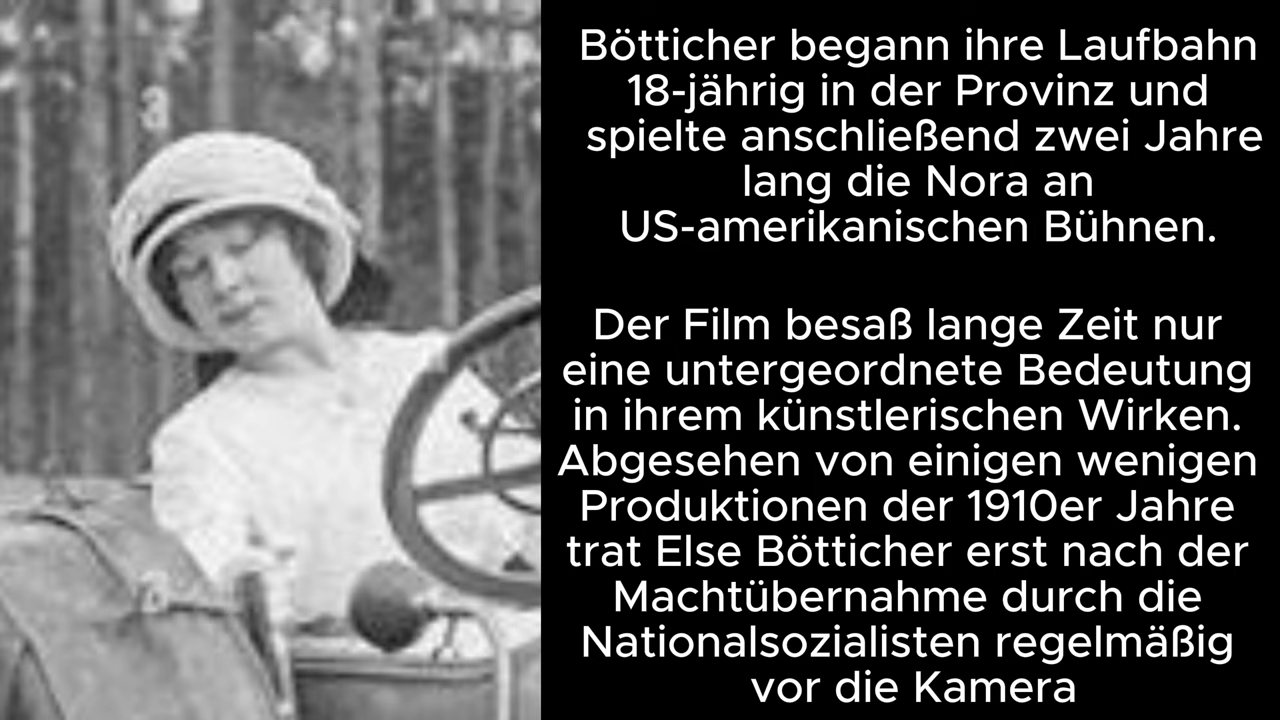 Bötticher begann ihre Laufbahn
18-jährig in der Provinz und
spielte anschließend zwei Jahre
lang die Nora an
US-amerikanischen Bühnen.
Der Film besaß lange Zeit nur
eine untergeordnete Bedeutung
in ihrem künstlerischen Wirken.
Abgesehen von einigen wenigen
Produktionen der 1910er Jahre
trat Else Bötticher erst nach der
Machtübernahme durch die
Nationalsozialisten regelmäßig
vor die Kamera